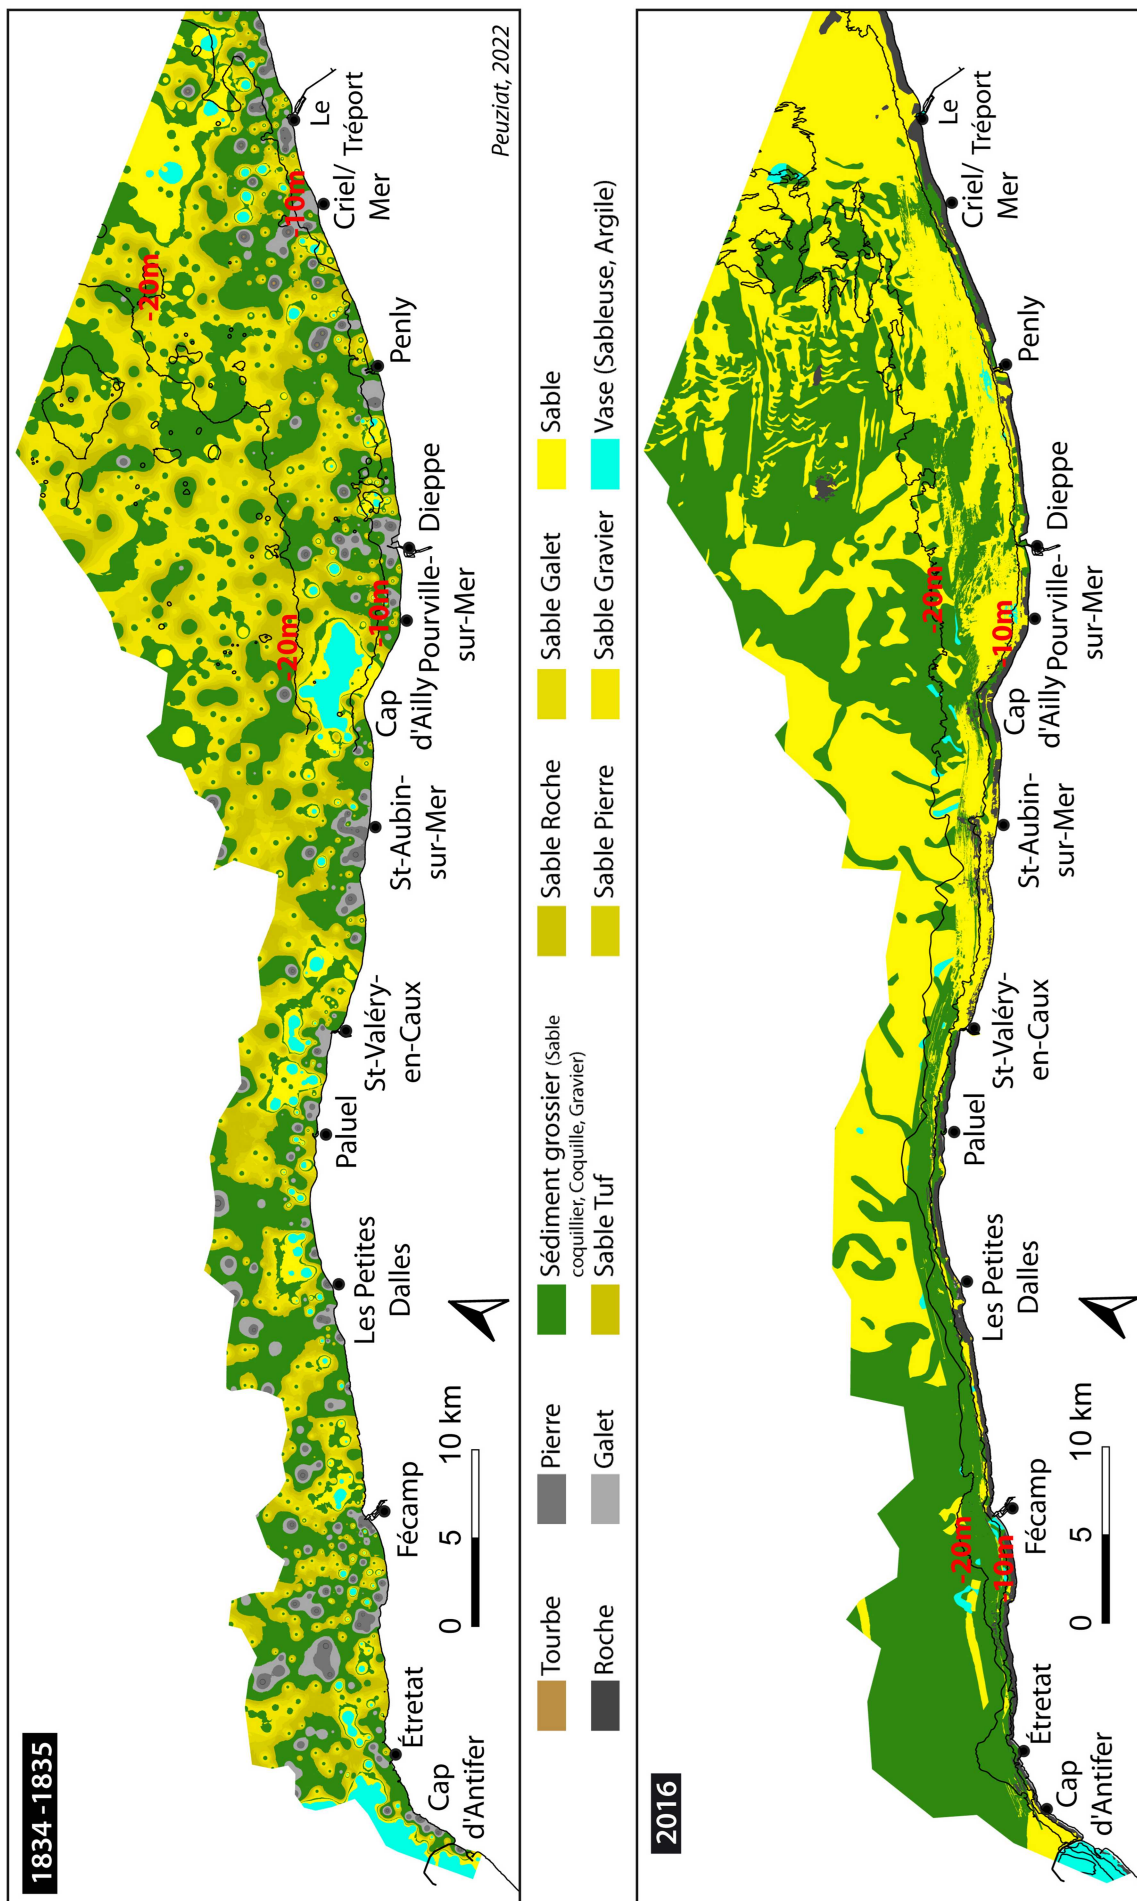 1834 -1835
-20m
-20m
-10m
-10m
Cap
d'Antifer
Étretat
Fécamp
Les Petites
Dalles
Paluel
St-Valéry-
en-Caux
St-Aubin-
sur-Mer
Cap
d'Ailly
Pourville-
sur-Mer
Dieppe
Penly
Criel/
Mer
Le
Tréport
0 5 10 km
Peuziat, 2022
Tourbe
Pierre
Sédiment grossier (Sable
coquillier, Coquille, Gravier)
Sable Roche
Sable Galet
Sable
Roche
Galet
Sable Tuf
Sable Pierre
Sable Gravier
Vase (Sableuse, Argile)
2016
-20m
-10m
-20m
-10m
Cap
d'Antifer
Étretat
Fécamp
Les Petites
Dalles
Paluel
St-Valéry-
en-Caux
St-Aubin-
sur-Mer
Cap
d'Ailly
Pourville-
sur-Mer
Dieppe
Penly
Criel/
Mer
Le
Tréport
0 5 10 km